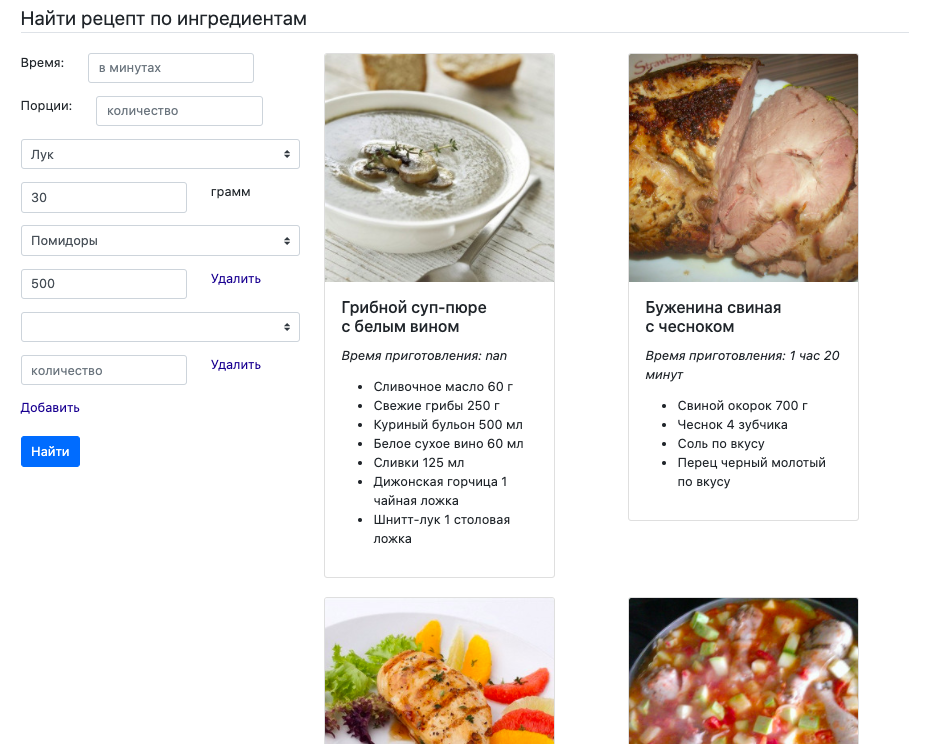 Найти рецепт по ингредиентам
Время:
в минутах
Порции:
количество
Лук
30
грамм
Помидоры
500
Удалить
количество
Удалить
Добавить
Найти
Грибной суп-пюре
с белым вином
Время приготовления: nan
Сливочное масло 60 г
Свежие грибы 250 г
Куриный бульон 500 мл
Белое сухое вино 60 мл
Сливки 125 мл
Дижонская горчица 1
чайная ложка
Шнитт-лук 1 столовая
ложка
Strawberry
Буженина свиная
с чесноком
Время приготовления: 1 час 20
минут
Свиной окорок 700 г
Чеснок 4 зубчика
Соль по вкусу
Перец черный молотый
по вкусу